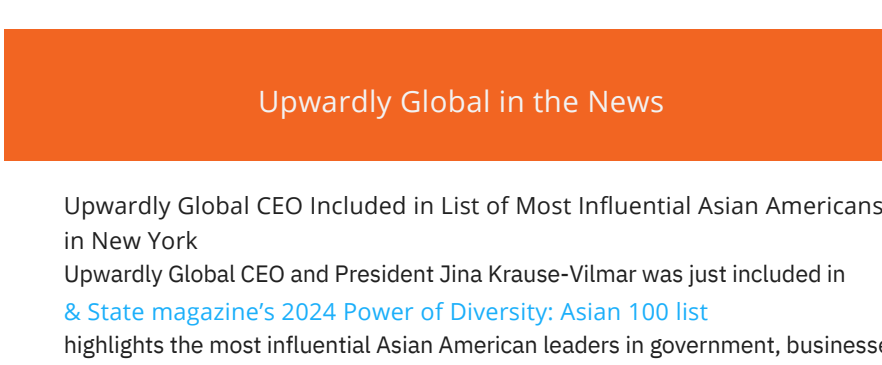 Upwardly Global in the News
Upwardly Global CEO Included in List of Most Influential Asian Americans
in New York
Upwardly Global CEO and President Jina Krause-Vilmar was just included in
& State magazine’s 2024 Power of Diversity: Asian 100 list
highlights the most influential Asian American leaders in government,